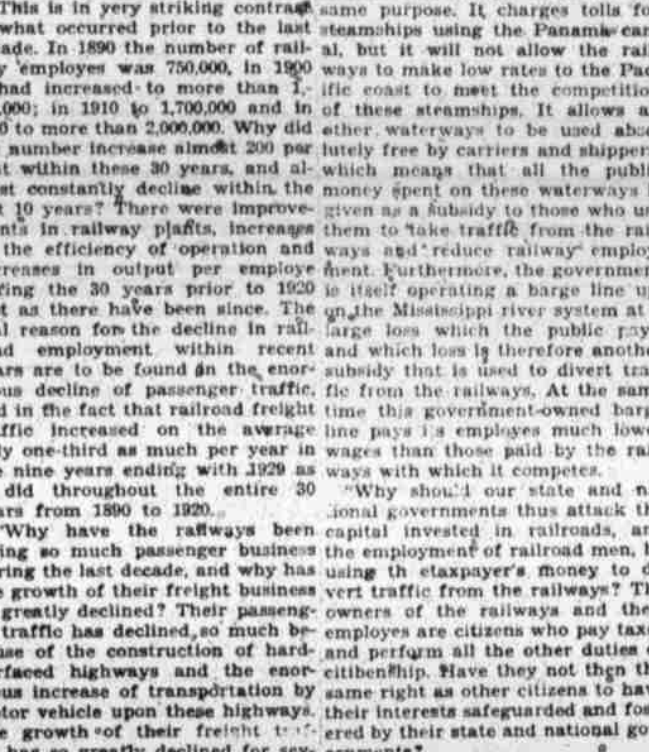 This is in very striking contrast
what occurred prior to the last
ade. In 1890 the number of rail-
y employes was 750,000, in 1900
had increased to more than 1,-
,000; in 1910 to 1,700,000 and in
0 to more than 2,000,000. Why did
number increase almost 200 per
t within these 30 years, and al-
st constantly decline within the
t 10 years? There were improve-
nts in railway plants, increases
the efficiency of operation and
creases in output per employe
ring the 30 years prior to 1920
t as there have been since. The
l reason for the decline in rail-
d employment within recent
ars are to be found in the enor-
us decline of passenger traffic,
d in the fact that railroad freight
ffic increased on the average
ly one-third as much per year in
e nine years ending with 1929 as
did throughout the entire 30
ars from 1890 to 1920.
"Why have the railways been
ing so much passenger business
ring the last decade, and why has
e growth of their freight business
greatly declined? Their passeng-
traffic has declined so much be-
use of the construction of hard-
rfaced highways and the enor-
us increase of transportation by
tor vehicle upon these highways.
e growth of their freight traf-
has so greatly declined for sev-
same purpose. It charges tolls fo
steamships using the Panama can
al, but it will not allow the rai
ways to make low rates to the Pac
ific coast to meet the competitio
of these steamships. It allows a
other waterways to be used abso
lutely free by carriers and shipper
which means that all the publi
money spent on these waterways i
given as a subsidy to those who us
them to take traffic from the rai
ways and reduce railway employ
ment. Furthermore, the governmen
is itself operating a barge line u
on the Mississippi river system at
large loss which the public pay
and which loss is therefore anothe
subsidy that is used to divert tra
fic from the railways. At the sam
time this government-owned barg
line pays i s employes much lowe
wages than those paid by the rai
ways with which it competes.
"Why should our state and n
ional governments thus attack th
capital invested in railroads, an
the employment of railroad men, b
using th etaxpayer's money to d
vert traffic from the railways? Th
owners of the railways and the
employes are citizens who pay taxe
and perform all the other duties o
citibenship. Have they not then th
same right as other citizens to hav
their interests safeguarded and fos
ered by their state and national go
ernments?